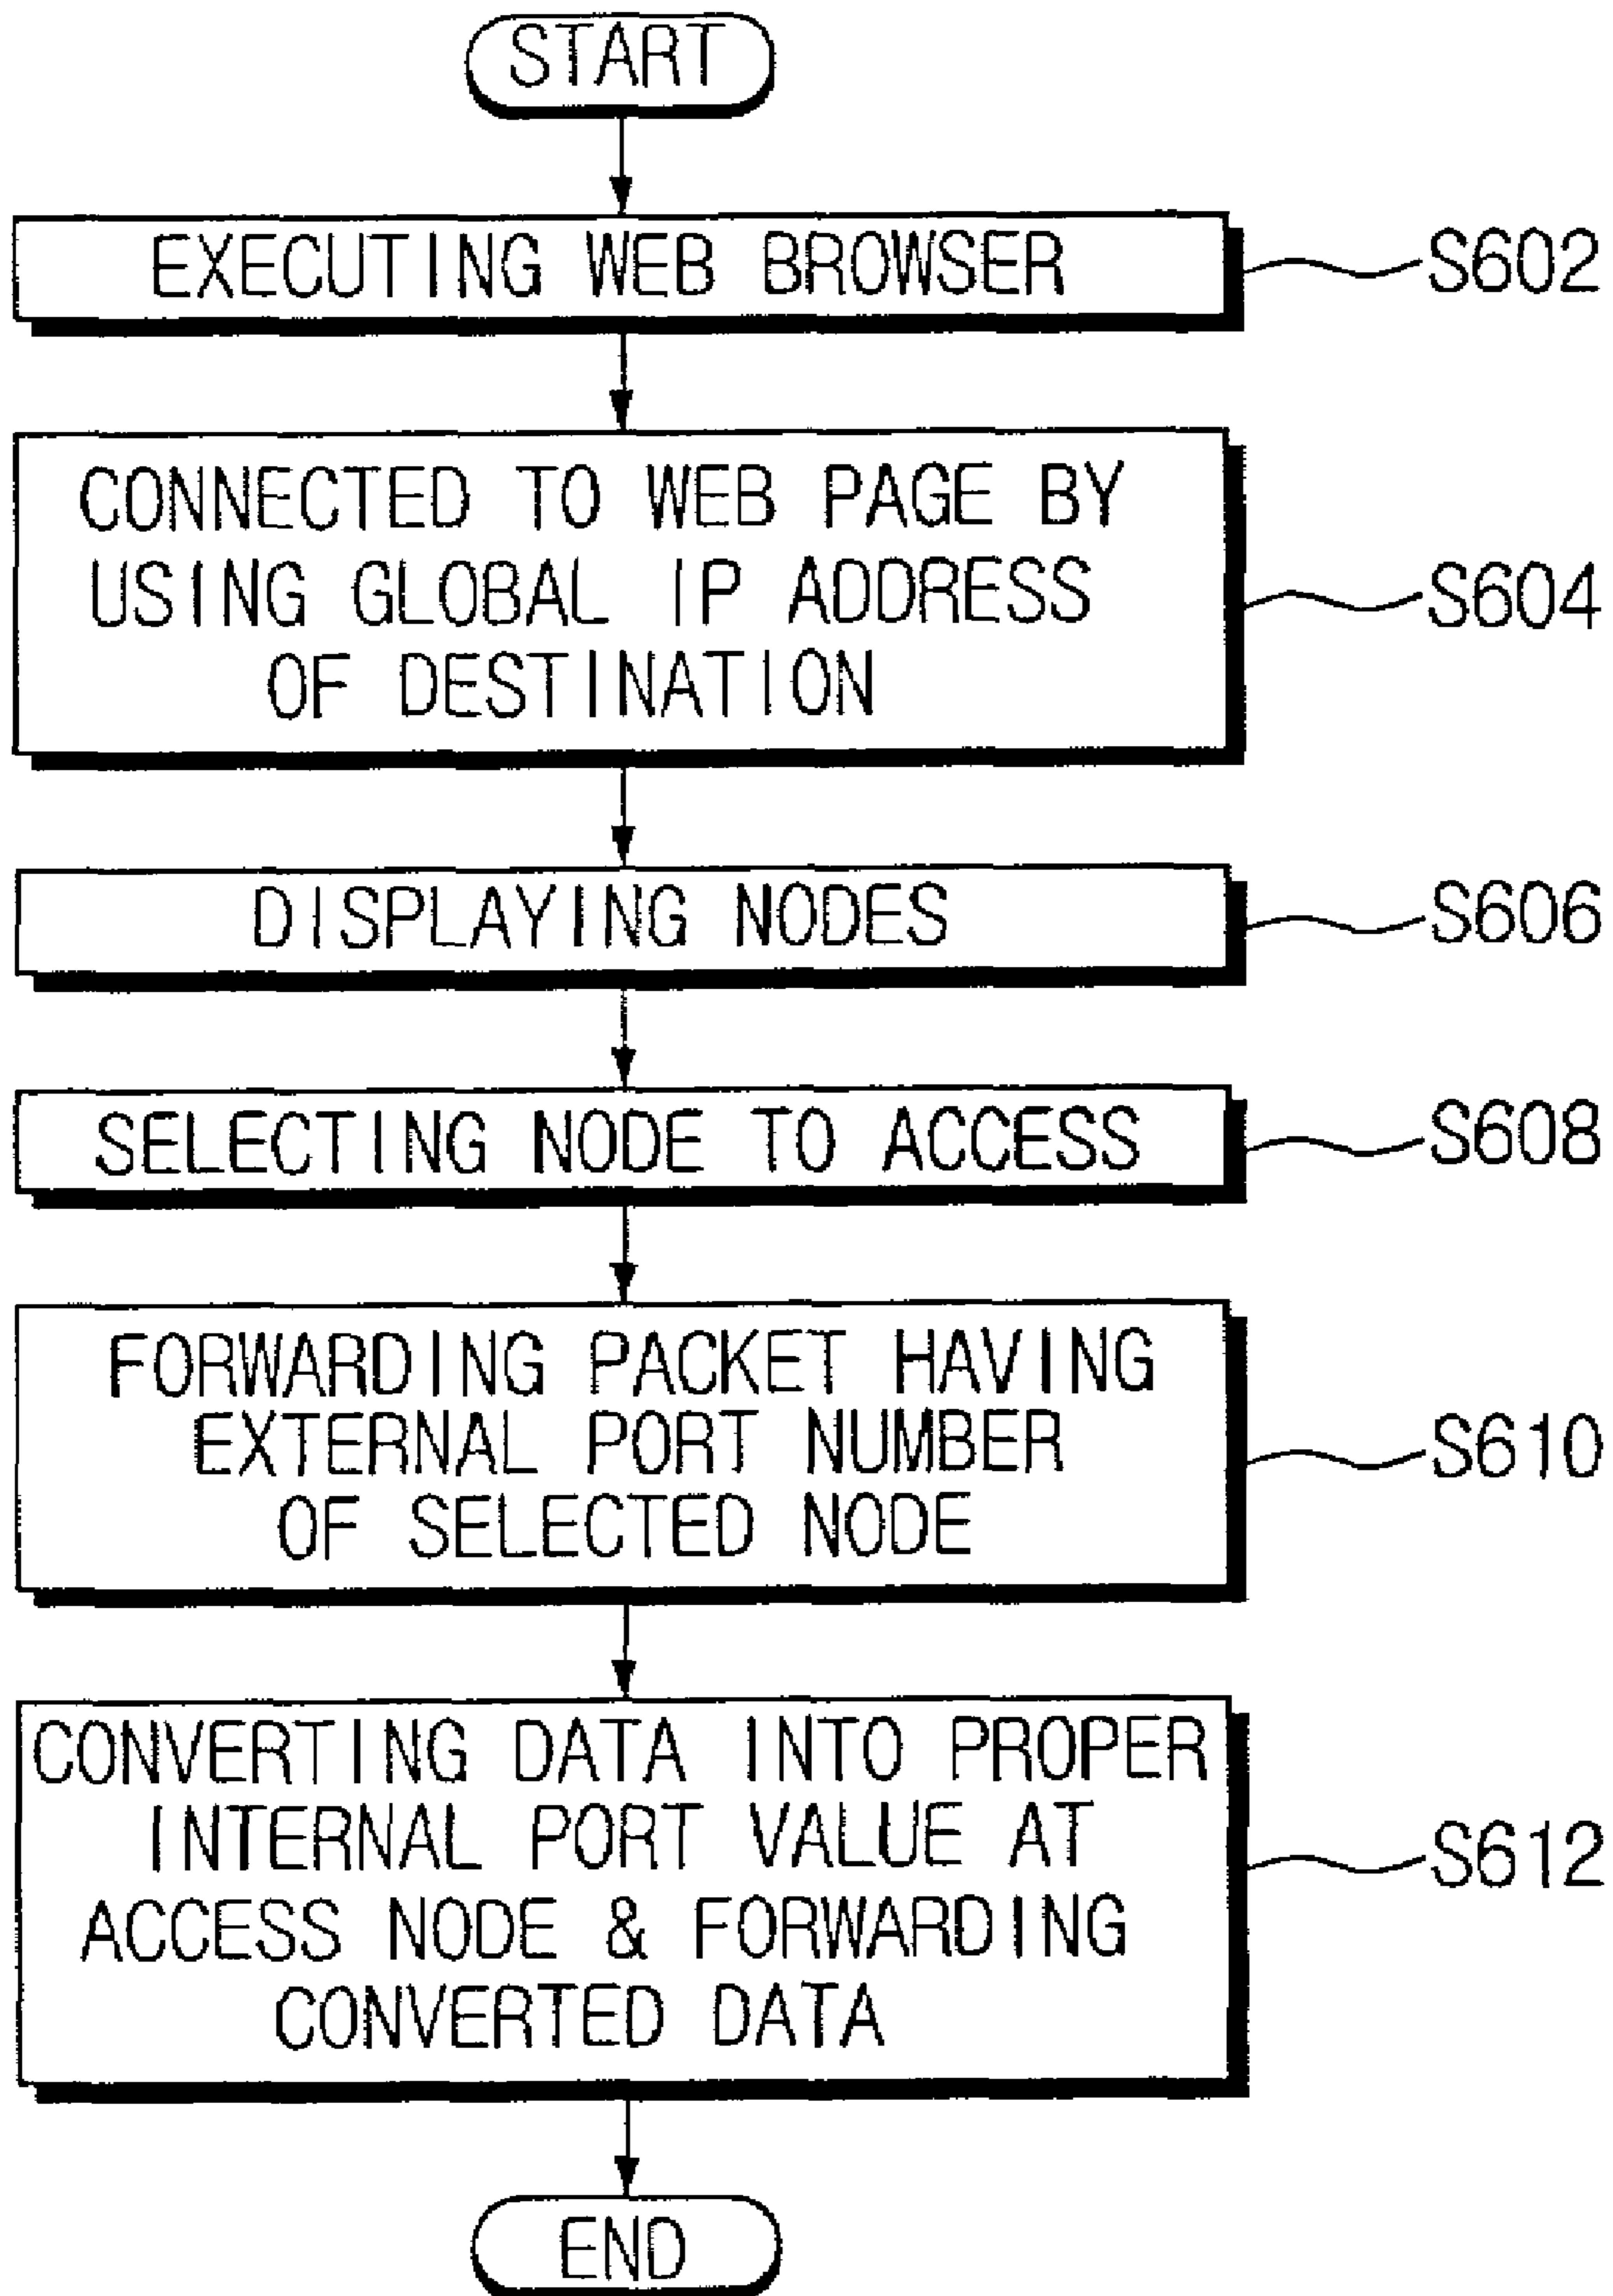 START
EXECUTING WEB BROWSER
S602
CONNECTED TO WEB PAGE BY
USING GLOBAL IP ADDRESS
OF DESTINATION
S604
DISPLAYING NODES
S606
SELECTING NODE TO ACCESS
S608
FORWARDING PACKET HAVING
EXTERNAL PORT NUMBER
OF SELECTED NODE
S610
CONVERTING DATA INTO PROPER
INTERNAL PORT VALUE AT
ACCESS NODE & FORWARDING
CONVERTED DATA
S612
END